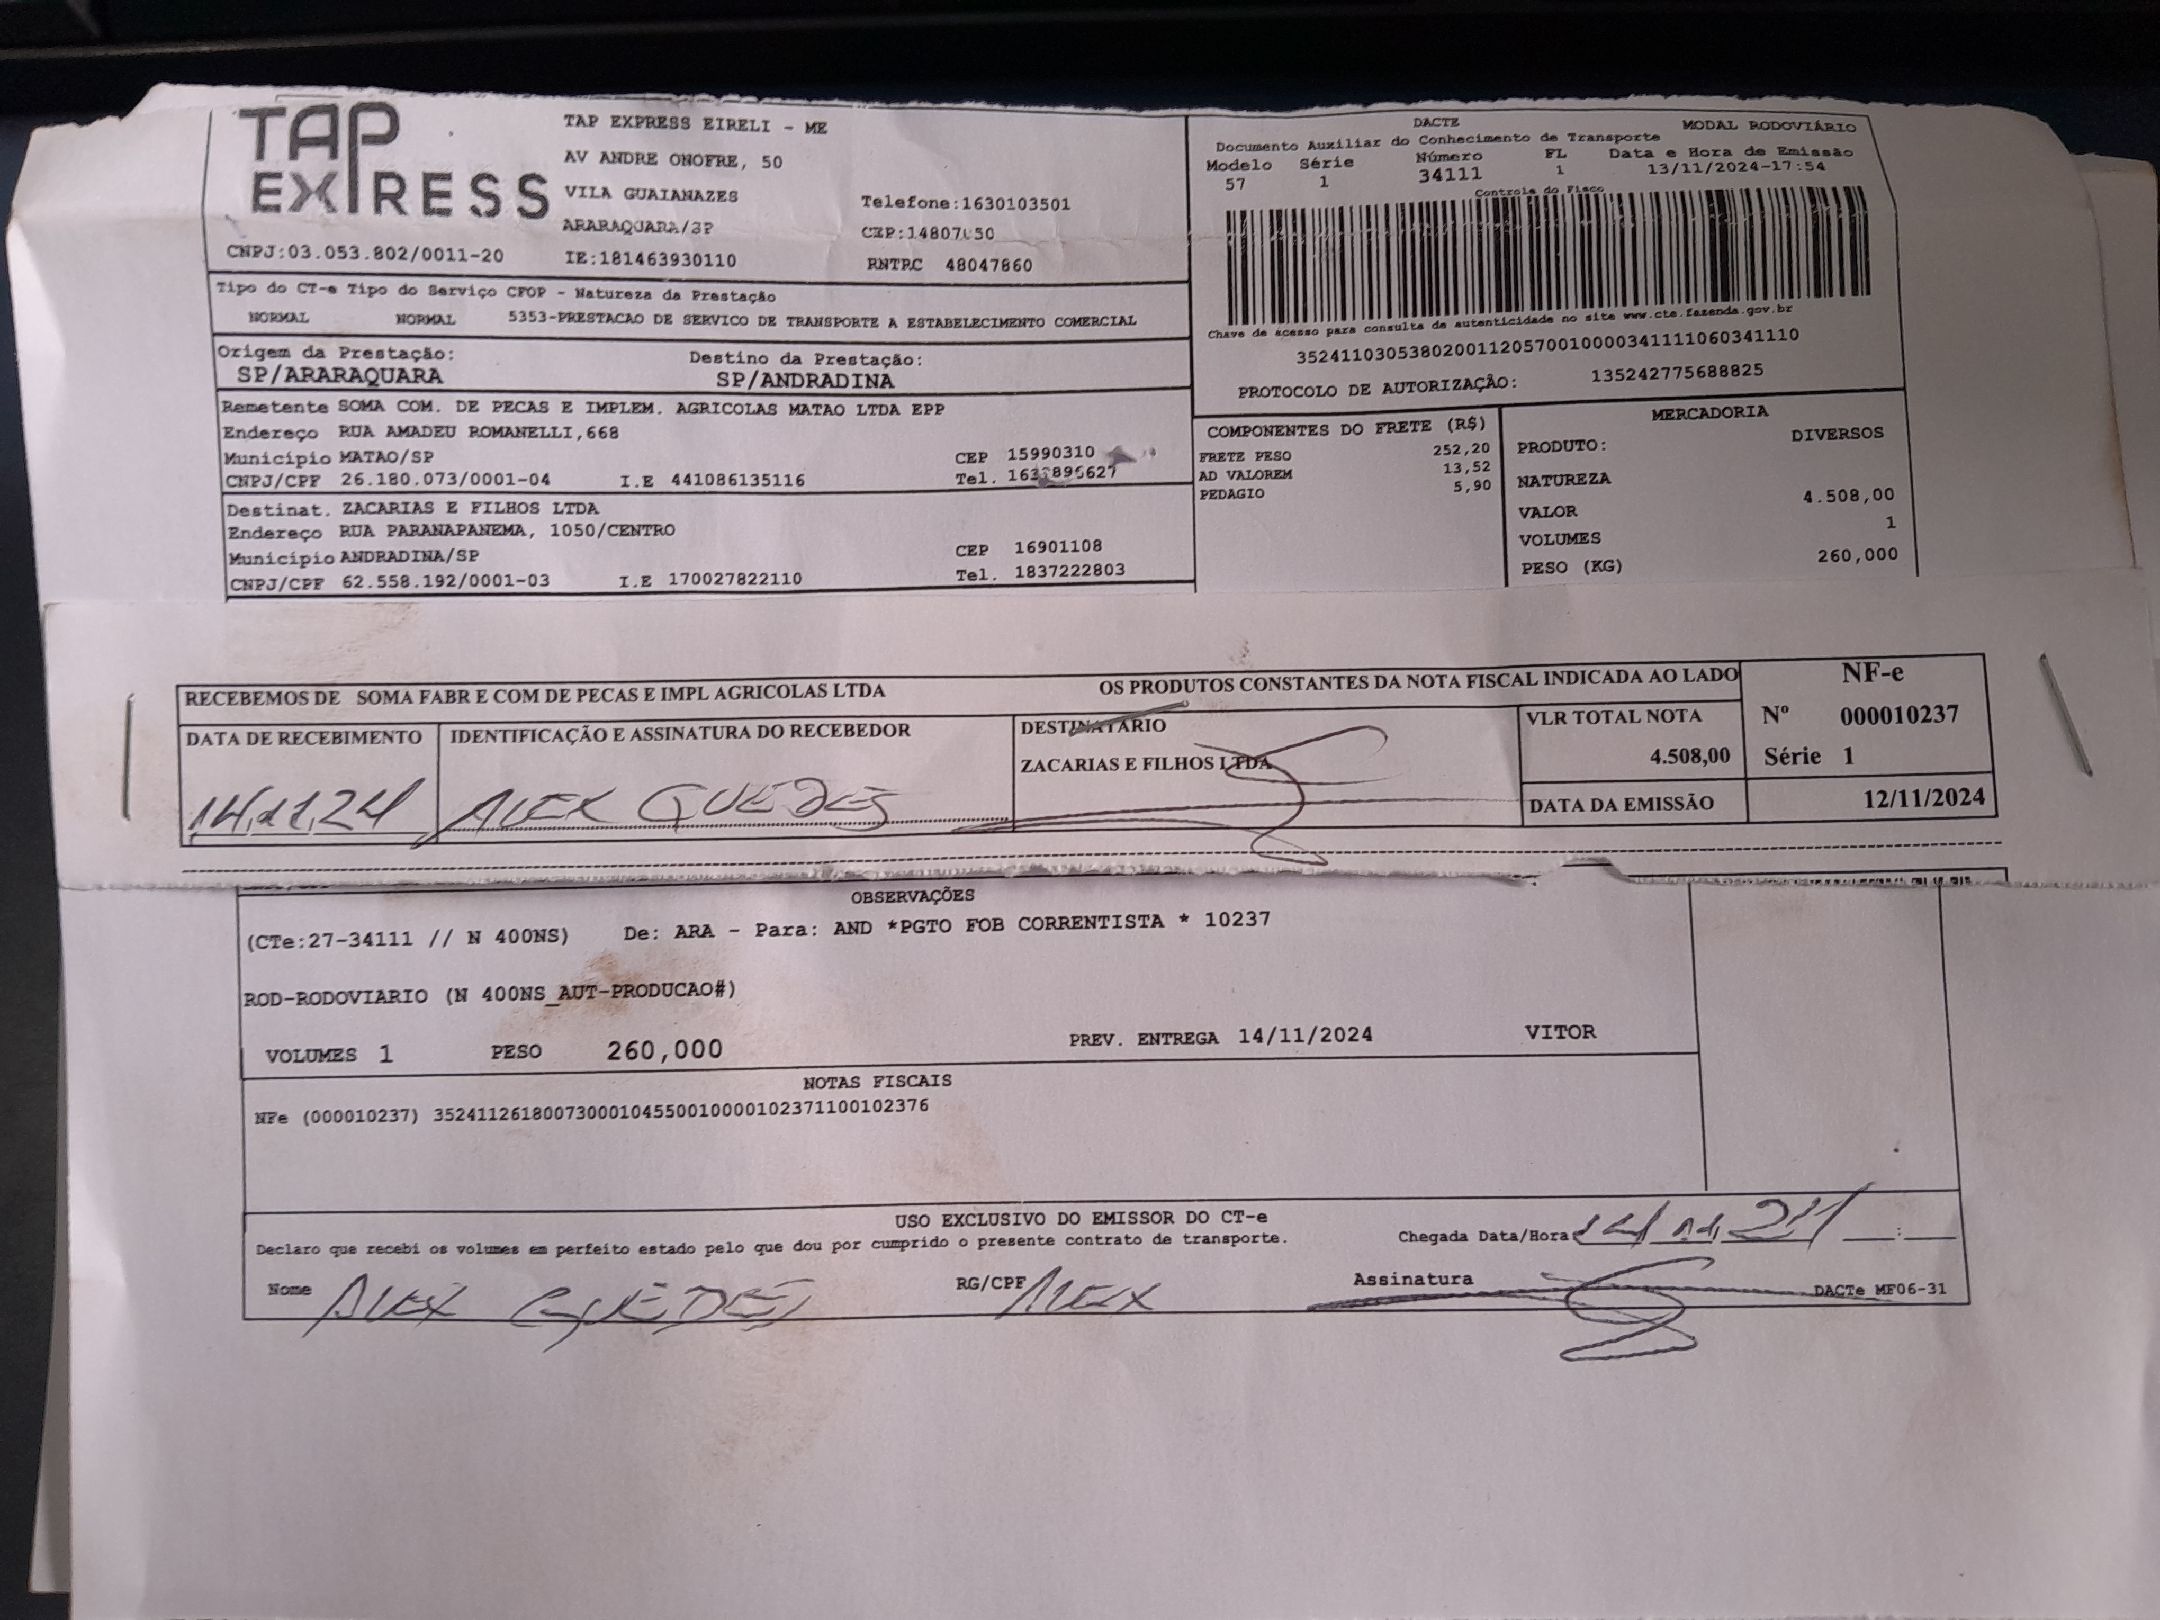 TAP
EXPRESS
TAP EXPRESS EIRELI - ME
AV ANDRE ONOFRE, 50
VILA GUAIANAZES Telefone:1630103501
ARARAQUARA/SP
CNPJ:03.053.802/0011-20 IE:181463930110 RNTRC 48047860
DACTE
Documento Auxiliar do Conhecimento de Transporte MODAL RODOVIÁRIO
Modelo Série Número FL Data e Hora de Emissão
57 1 34111 1 13/11/2024-17:54
Controle do Fisco
Chave de acesso para consulta de autenticidade no site www.cte.fazenda.gov.br
35241103053802001120570010000341111060341110
PROTOCOLO DE AUTORIZAÇÃO: 135242775688825
Tipo do CT-e Tipo do Serviço CFOP - Natureza da Prestação
NORMAL NORMAL 5353-PRESTACAO DE SERVICO DE TRANSPORTE A ESTABELECIMENTO COMERCIAL
Origem da Prestação: Destino da Prestação:
SP/ARARAQUARA SP/ANDRADINA
Remetente SOMA COM. DE PECAS E IMPLEM. AGRICOLAS MATAO LTDA EPP
Endereço RUA AMADEU ROMANELLI,668
Município MATAO/SP CEP 15990310
CNPJ/CPF 26.180.073/0001-04 I.E 441086135116 Tel.
Destinat. ZACARIAS E FILHOS LTDA
Endereço RUA PARANAPANEMA, 1050/CENTRO
Município ANDRADINA/SP CEP 16901108
CNPJ/CPF 62.558.192/0001-03 I.E 170027822110 Tel. 1837222803
COMPONENTES DO FRETE (R$)
FRETE PESO 252,20
AD VALOREM 13,52
PEDAGIO 5,90
MERCADORIA
PRODUTO: DIVERSOS
NATUREZA
VALOR 4.508,00
VOLUMES 1
PESO (KG) 260,000
RECEBEMOS DE SOMA FABR E COM DE PECAS E IMPL AGRICOLAS LTDA OS PRODUTOS CONSTANTES DA NOTA FISCAL INDICADA AO LADO
DATA DE RECEBIMENTO IDENTIFICAÇÃO E ASSINATURA DO RECEBEDOR DESTINATÁRIO VLR TOTAL NOTA
14,11,24 ALEX GUEDES ZACARIAS E FILHOS LTDA 4.508,00
DATA DA EMISSÃO 12/11/2024
NF-e
Nº 000010237
Série 1
OBSERVAÇÕES
(CTe:27-34111 // N 400NS) De: ARA - Para: AND *PGTO FOB CORRENTISTA * 10237
ROD-RODOVIARIO (N 400NS_AUT-PRODUCAO#)
VOLUMES 1 PESO 260,000 PREV. ENTREGA 14/11/2024 VITOR
NOTAS FISCAIS
NFe (000010237) 35241126180073000104550010000102371100102376
USO EXCLUSIVO DO EMISSOR DO CT-e
Declaro que recebi os volumes em perfeito estado pelo que dou por cumprido o presente contrato de transporte. Chegada Data/Hora 14/11/24 __:__
Nome ALEX GUEDES RG/CPF ALEX Assinatura DACTe MF06-31